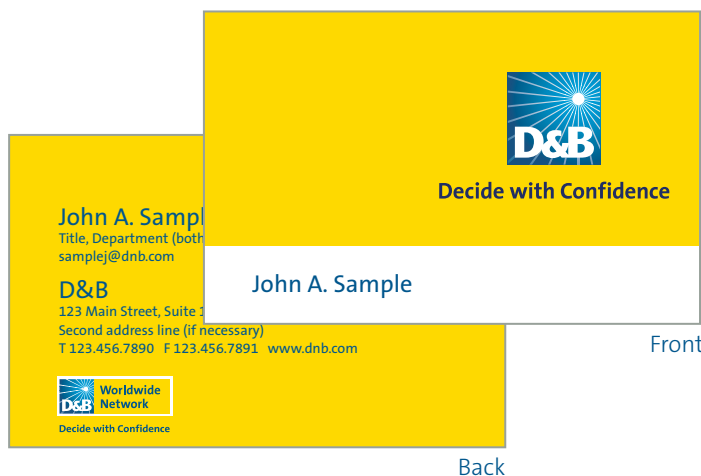 D&B
Decide with Confidence
John A. Sample
Front
John A. Sampl
Title, Department (both
samplej@dnb.com
D&B
123 Main Street, Suite 1
Second address line (if necessary)
T 123.456.7890 F 123.456.7891 www.dnb.com
D&B Worldwide
Network
Decide with Confidence
Back